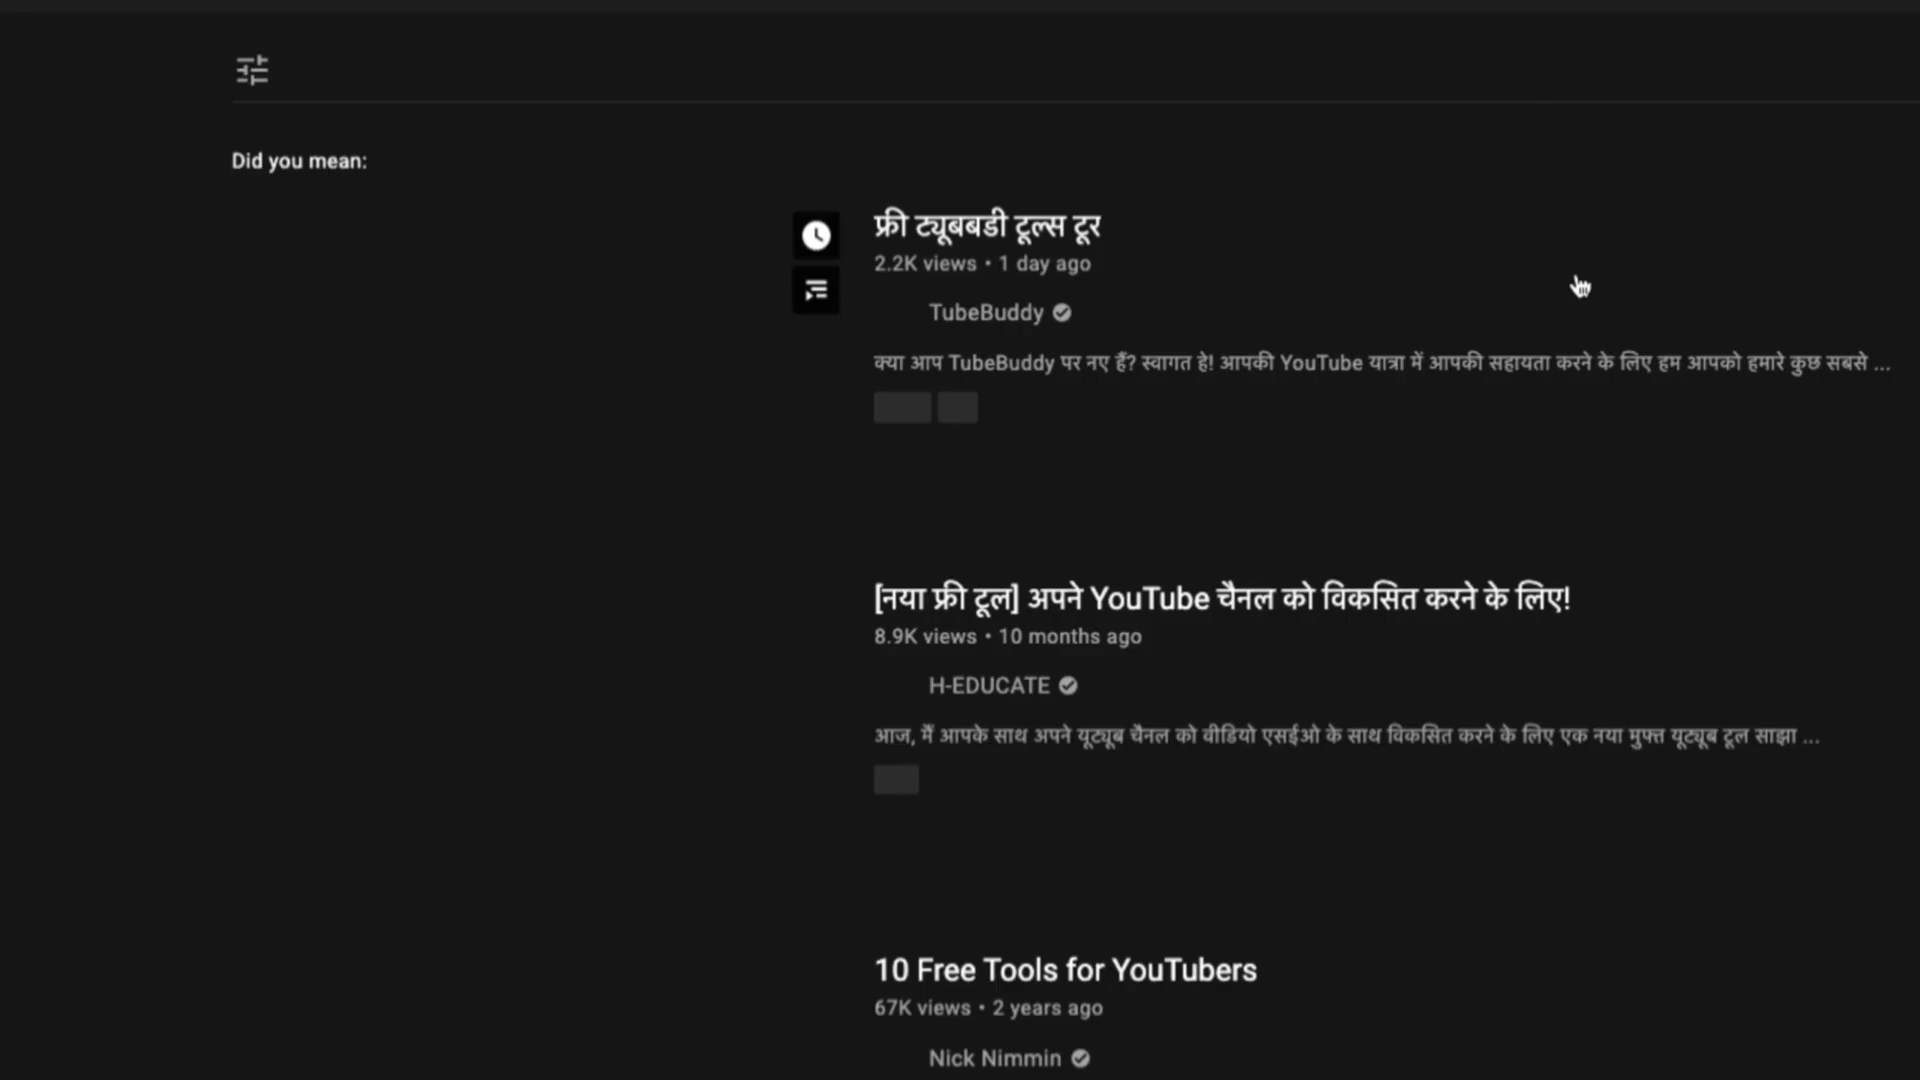 Did you mean:
फ्री ट्यूबबडी टूल्स टूर
2.2K views • 1 day ago
TubeBuddy
क्या आप TubeBuddy पर नए हैं? स्वागत हे! आपकी YouTube यात्रा में आपकी सहायता करने के लिए हम आपको हमारे कुछ सबसे ...
[नया फ्री टूल] अपने YouTube चैनल को विकसित करने के लिए!
8.9K views • 10 months ago
H-EDUCATE
आज, मैं आपके साथ अपने यूट्यूब चैनल को वीडियो एसईओ के साथ विकसित करने के लिए एक नया मुफ्त यूट्यूब टूल साझा ...
10 Free Tools for YouTubers
67K views • 2 years ago
Nick Nimmin